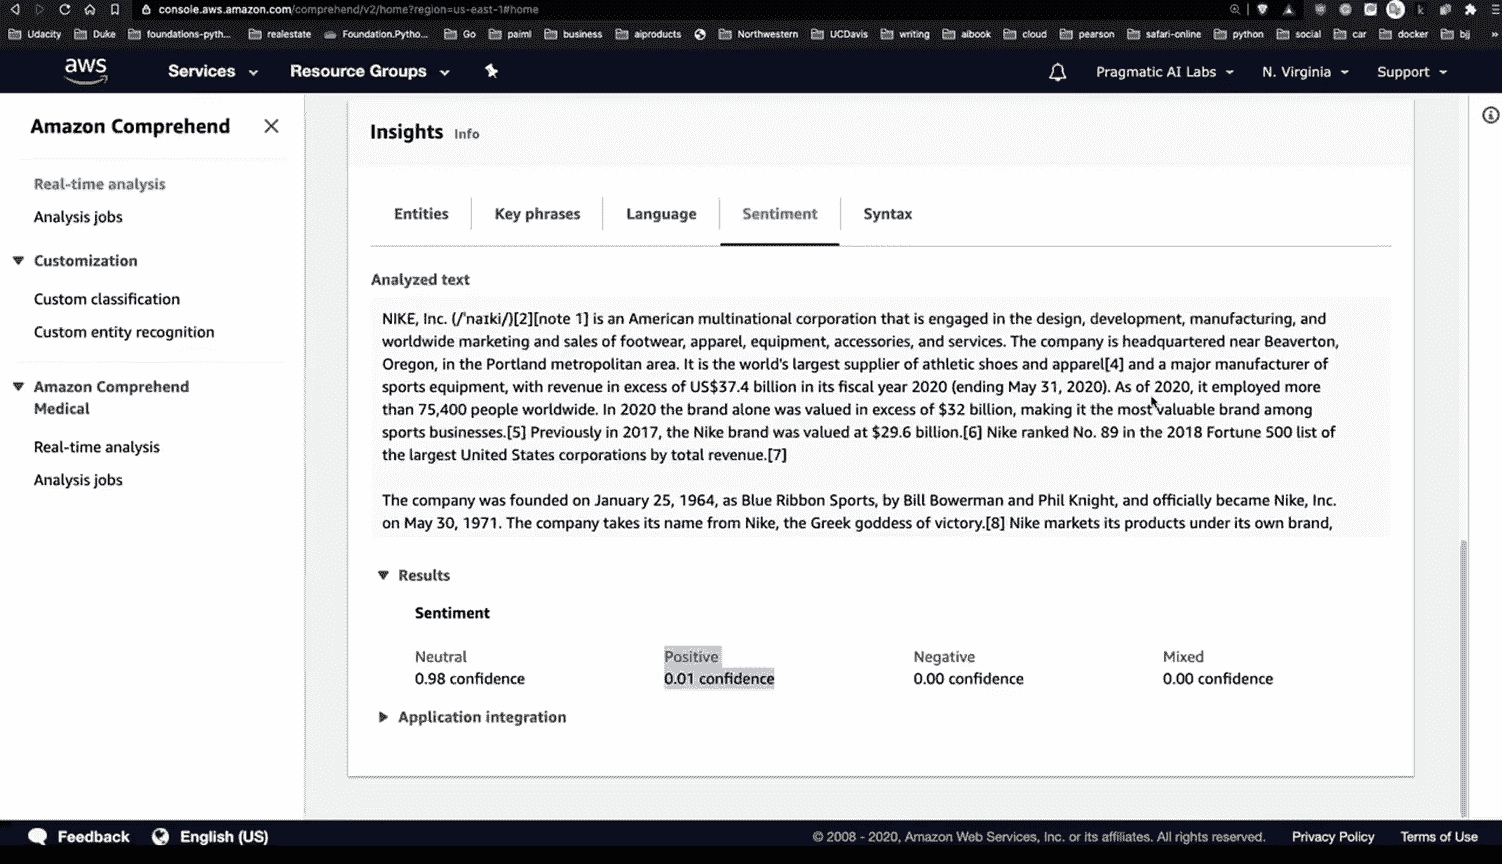 console.aws.amazon.com/comprehend/v2/home?region=us-east-1#home
Udacity Duke foundations-pyth... realestate Foundation.Pytho... Go paiml business aiproducts Northwestern UCDavis writing aibook cloud pearson safari-online python social car docker bjj »
aws Services Resource Groups Pragmatic AI Labs N. Virginia Support
Amazon Comprehend
Real-time analysis
Analysis jobs
Customization
Custom classification
Custom entity recognition
Amazon Comprehend
Medical
Real-time analysis
Analysis jobs
Insights Info
Entities Key phrases Language Sentiment Syntax
Analyzed text
NIKE, Inc. (/ˈnaɪki/)[2][note 1] is an American multinational corporation that is engaged in the design, development, manufacturing, and
worldwide marketing and sales of footwear, apparel, equipment, accessories, and services. The company is headquartered near Beaverton,
Oregon, in the Portland metropolitan area. It is the world's largest supplier of athletic shoes and apparel[4] and a major manufacturer of
sports equipment, with revenue in excess of US$37.4 billion in its fiscal year 2020 (ending May 31, 2020). As of 2020, it employed more
than 75,400 people worldwide. In 2020 the brand alone was valued in excess of $32 billion, making it the most valuable brand among
sports businesses.[5] Previously in 2017, the Nike brand was valued at $29.6 billion.[6] Nike ranked No. 89 in the 2018 Fortune 500 list of
the largest United States corporations by total revenue.[7]
The company was founded on January 25, 1964, as Blue Ribbon Sports, by Bill Bowerman and Phil Knight, and officially became Nike, Inc.
on May 30, 1971. The company takes its name from Nike, the Greek goddess of victory.[8] Nike markets its products under its own brand,
Results
Sentiment
Neutral Positive Negative Mixed
0.98 confidence 0.01 confidence 0.00 confidence 0.00 confidence
Application integration
Feedback English (US) © 2008 - 2020, Amazon Web Services, Inc. or its affiliates. All rights reserved. Privacy Policy Terms of Use